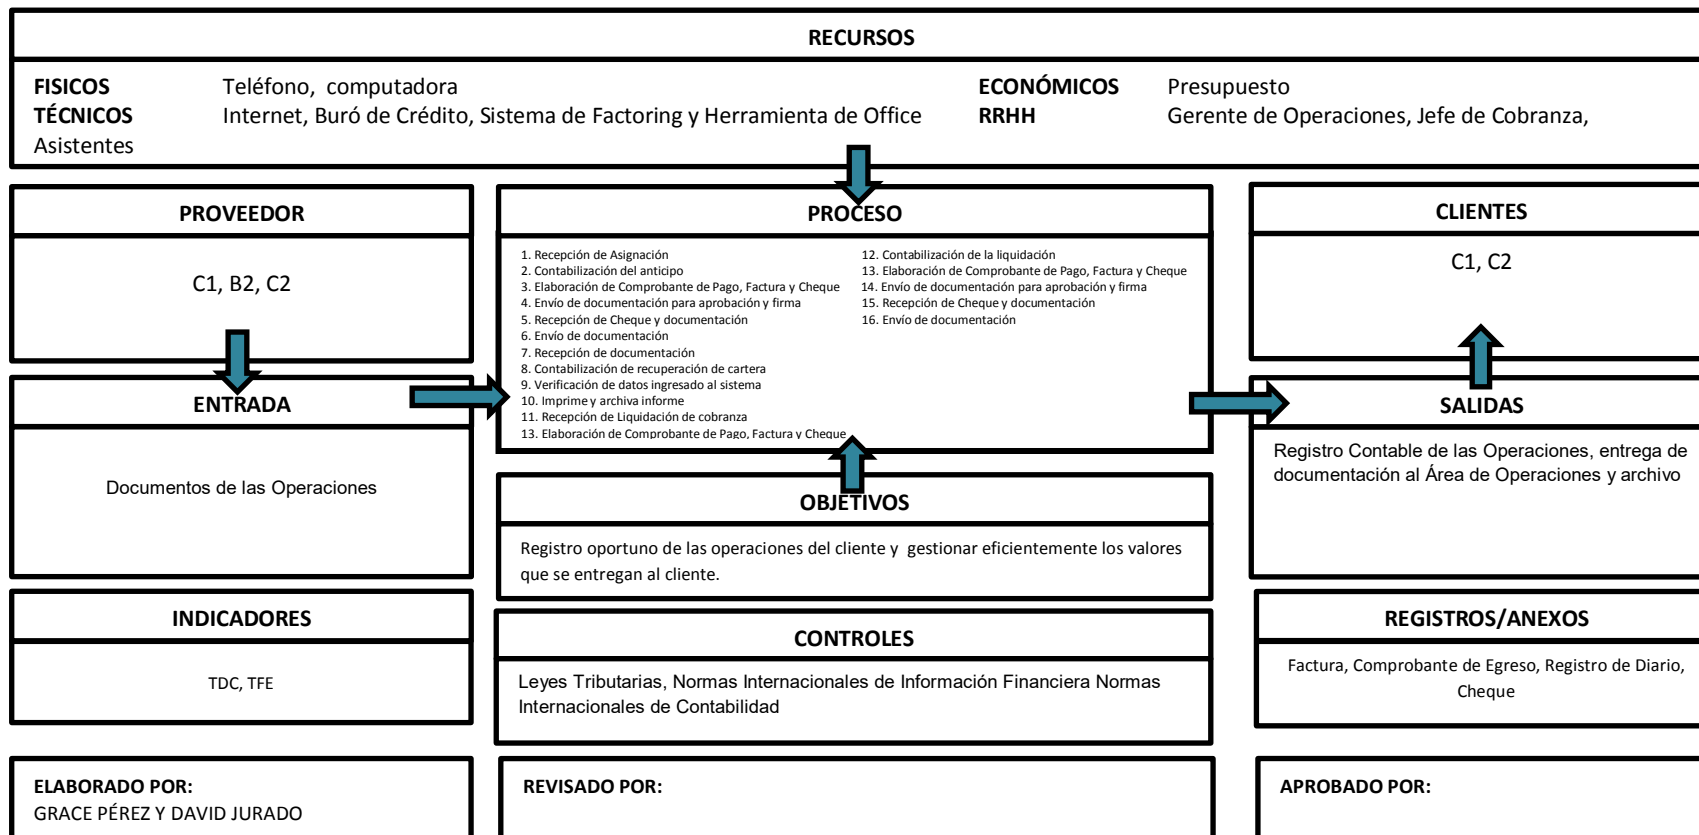 RECURSOS
FISICOS Teléfono, computadora ECONÓMICOS Presupuesto
TÉCNICOS Internet, Buró de Crédito, Sistema de Factoring y Herramienta de Office RRHH Gerente de Operaciones, Jefe de Cobranza,
Asistentes
PROVEEDOR
C1, B2, C2
PROCESO
1. Recepción de Asignación
2. Contabilización del anticipo
3. Elaboración de Comprobante de Pago, Factura y Cheque
4. Envío de documentación para aprobación y firma
5. Recepción de Cheque y documentación
6. Envío de documentación
7. Recepción de documentación
8. Contabilización de recuperación de cartera
9. Verificación de datos ingresado al sistema
10. Imprime y archiva informe
11. Recepción de Liquidación de cobranza
13. Elaboración de Comprobante de Pago, Factura y Cheque
12. Contabilización de la liquidación
13. Elaboración de Comprobante de Pago, Factura y Cheque
14. Envío de documentación para aprobación y firma
15. Recepción de Cheque y documentación
16. Envío de documentación
CLIENTES
C1, C2
ENTRADA
Documentos de las Operaciones
SALIDAS
Registro Contable de las Operaciones, entrega de
documentación al Área de Operaciones y archivo
OBJETIVOS
Registro oportuno de las operaciones del cliente y gestionar eficientemente los valores
que se entregan al cliente.
INDICADORES
TDC, TFE
CONTROLES
Leyes Tributarias, Normas Internacionales de Información Financiera Normas
Internacionales de Contabilidad
REGISTROS/ANEXOS
Factura, Comprobante de Egreso, Registro de Diario,
Cheque
ELABORADO POR:
GRACE PÉREZ Y DAVID JURADO
REVISADO POR:
APROBADO POR: